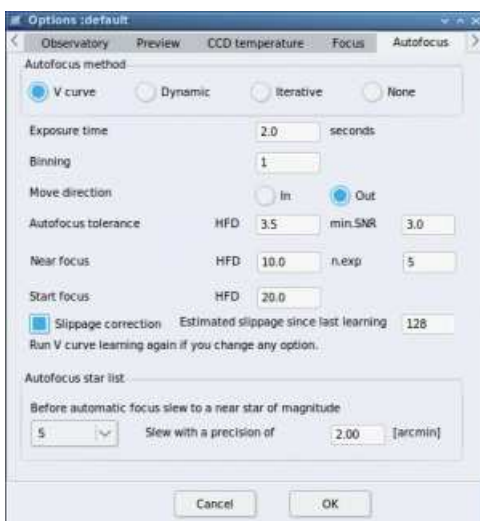 Options :default
Observatory Preview CCD temperature Focus Autofocus
Autofocus method
V curve Dynamic Iterative None
Exposure time 2.0 seconds
Binning 1
Move direction In Out
Autofocus tolerance HFD 3.5 min.SNR 3.0
Near focus HFD 10.0 n.exp 5
Start focus HFD 20.0
Slippage correction Estimated slippage since last learning 128
Run V curve learning again if you change any option.
Autofocus star list
Before automatic focus slew to a near star of magnitude
5 Slew with a precision of 2.00 [arcmin]
Cancel OK